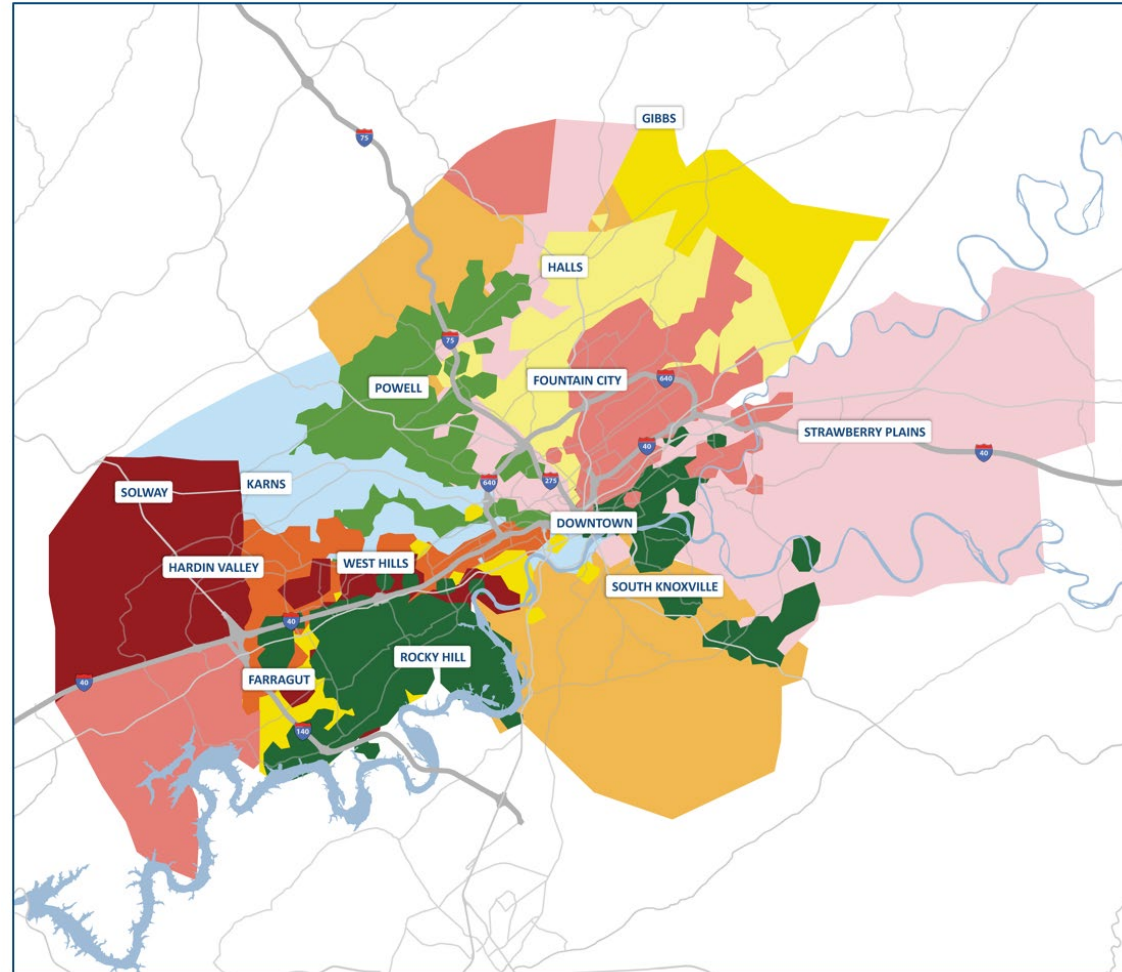 75
GIBBS
HALLS
75
POWELL
FOUNTAIN CITY
640
STRAWBERRY PLAINS
40
40
KARNS
SOLWAY
640
275
DOWNTOWN
HARDIN VALLEY
WEST HILLS
SOUTH KNOXVILLE
40
ROCKY HILL
FARRAGUT
40
140